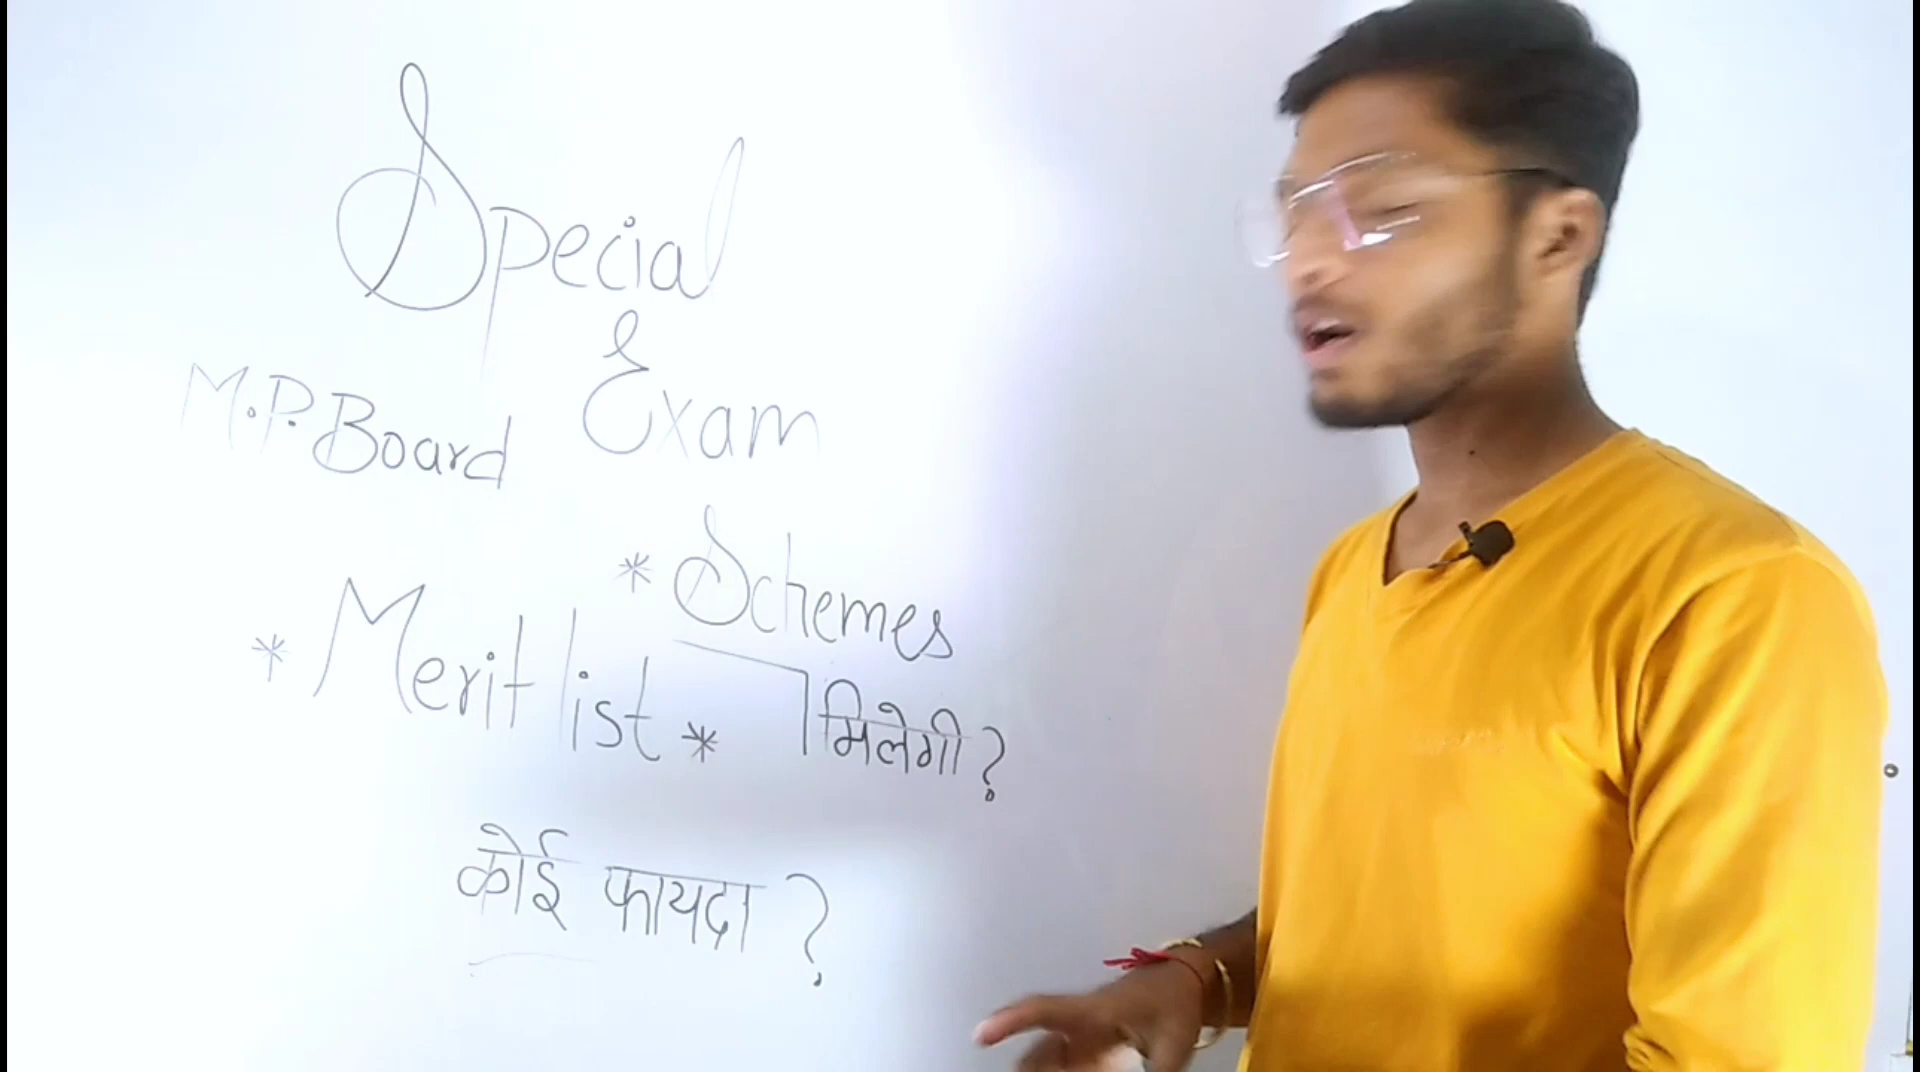 Special
Exam
M.P. Board
* Schemes
* Merit list *
मिलेगी ?
कोई फायदा ?